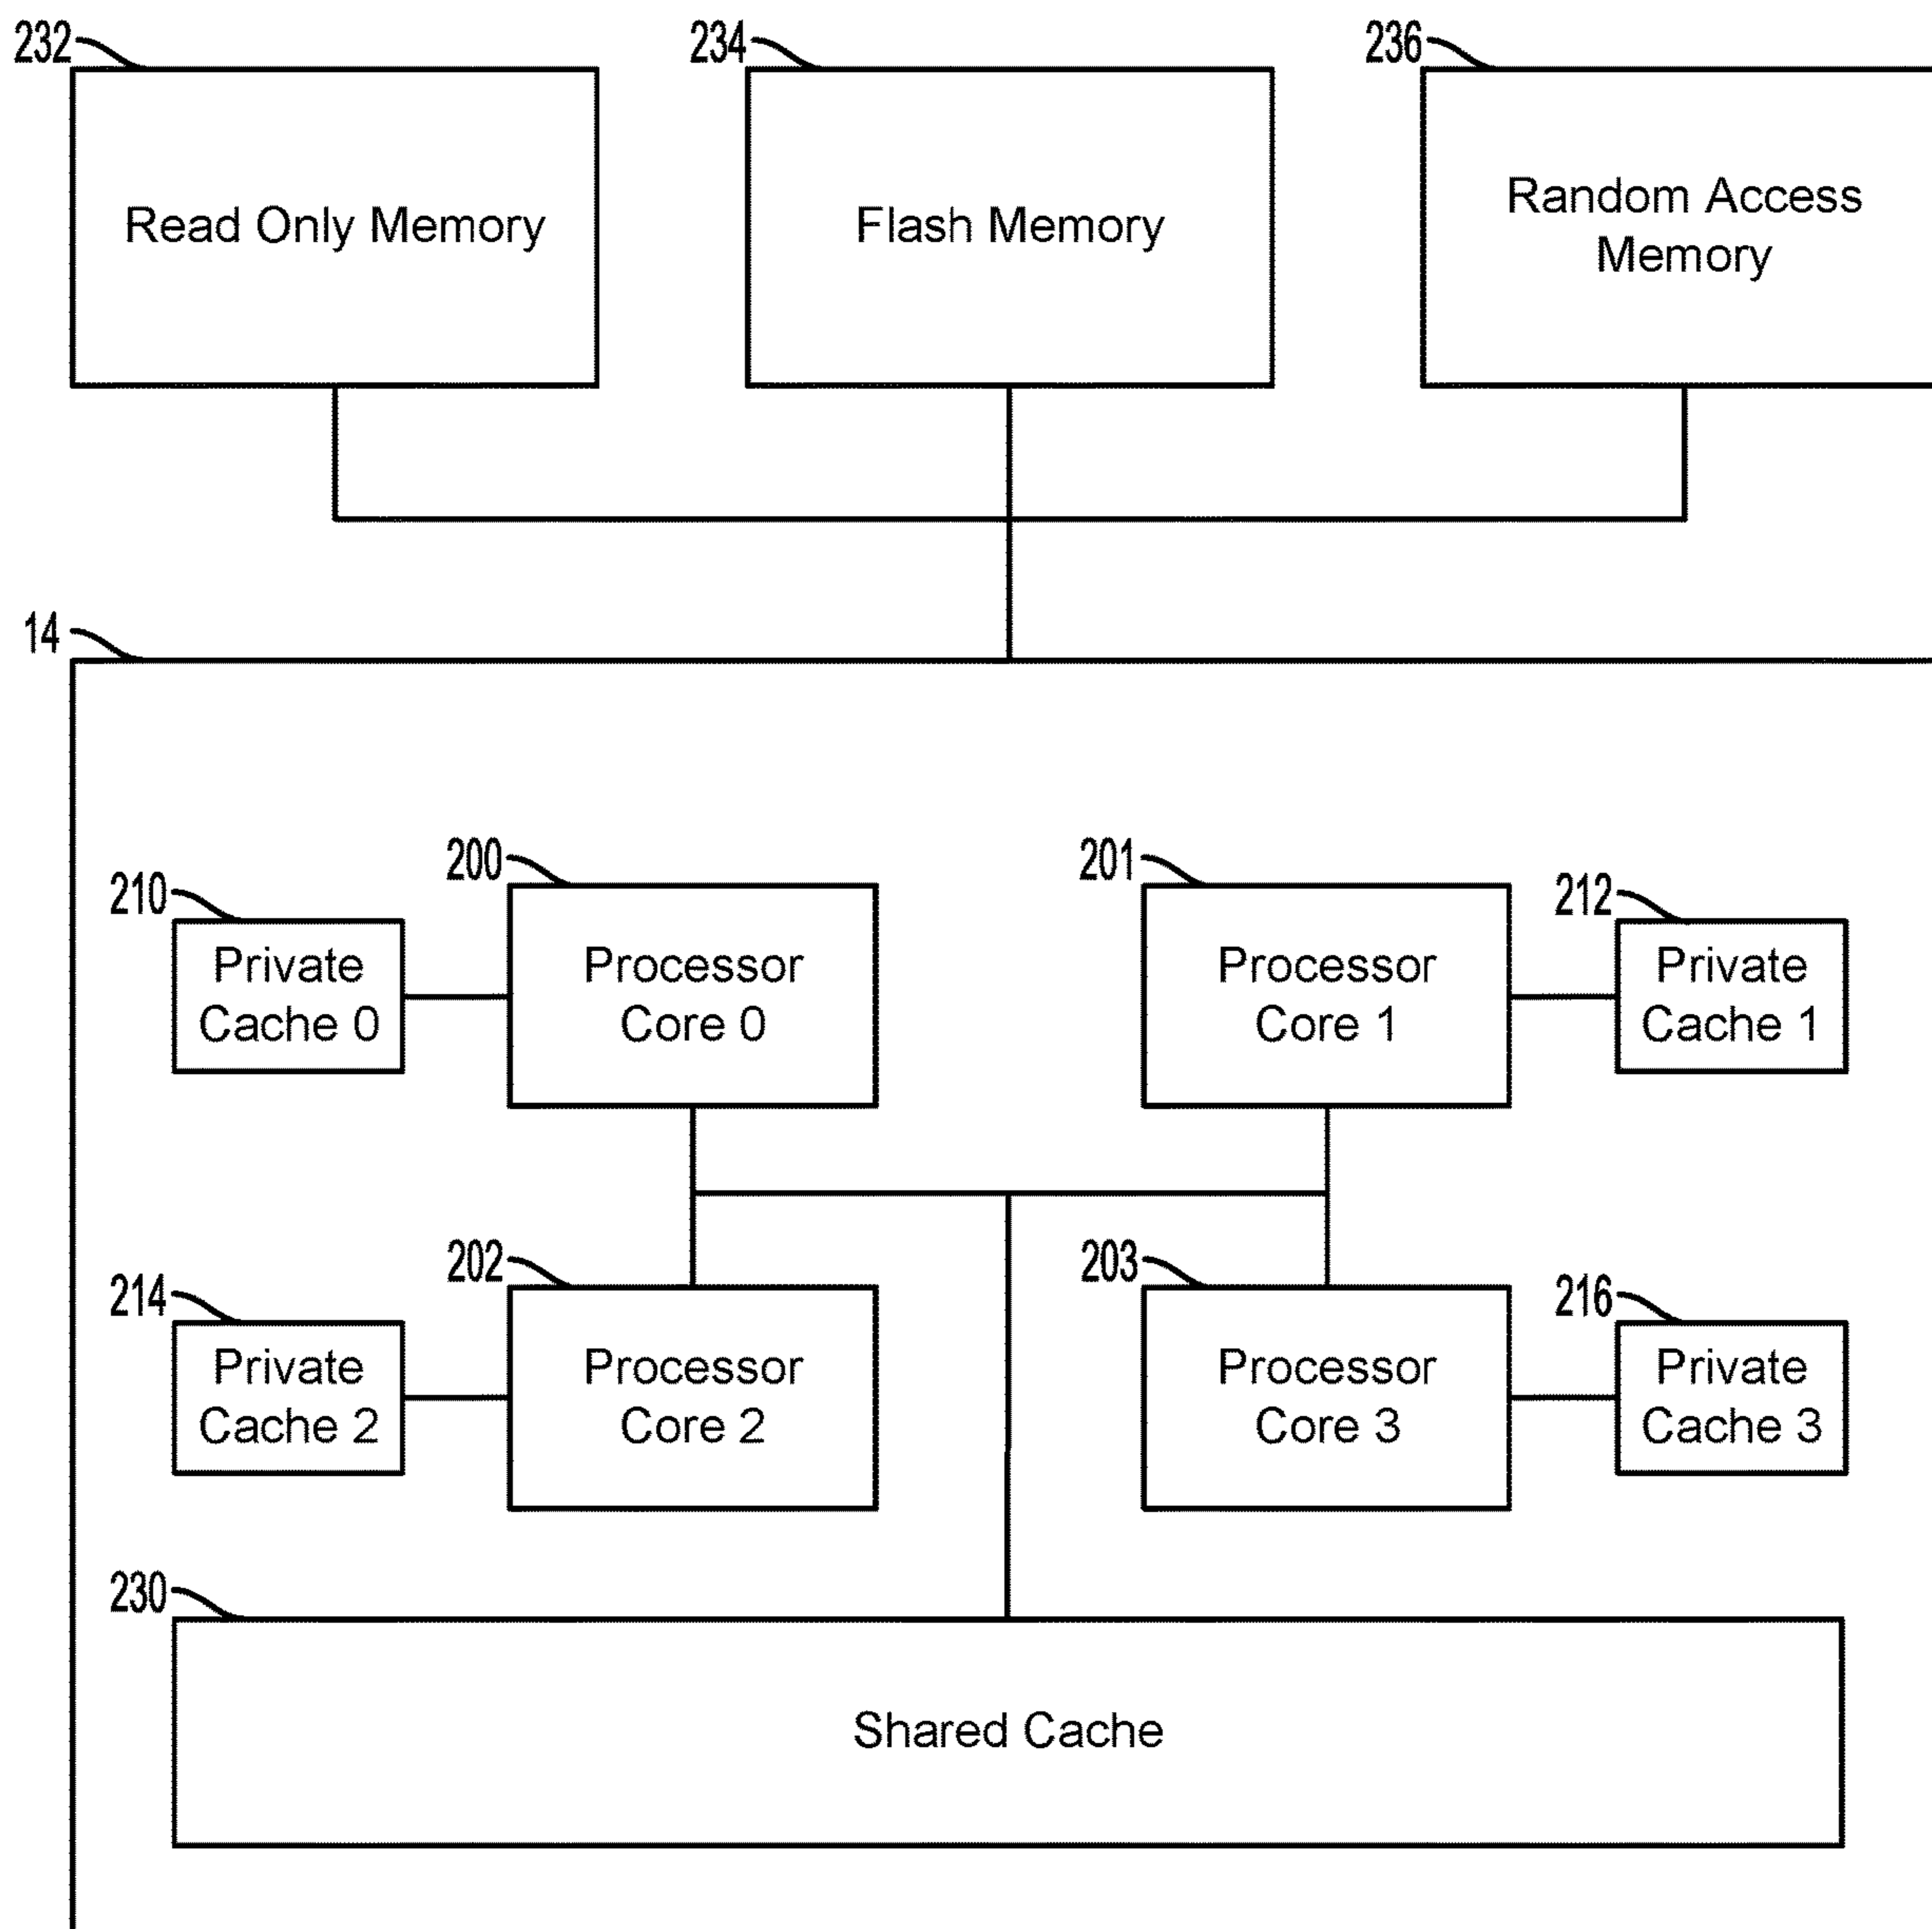 232
234
236
Read Only Memory
Flash Memory
Random Access
Memory
14
200
201
210
212
Private
Cache 0
Processor
Core 0
Processor
Core 1
Private
Cache 1
202
203
214
216
Private
Cache 2
Processor
Core 2
Processor
Core 3
Private
Cache 3
230
Shared Cache